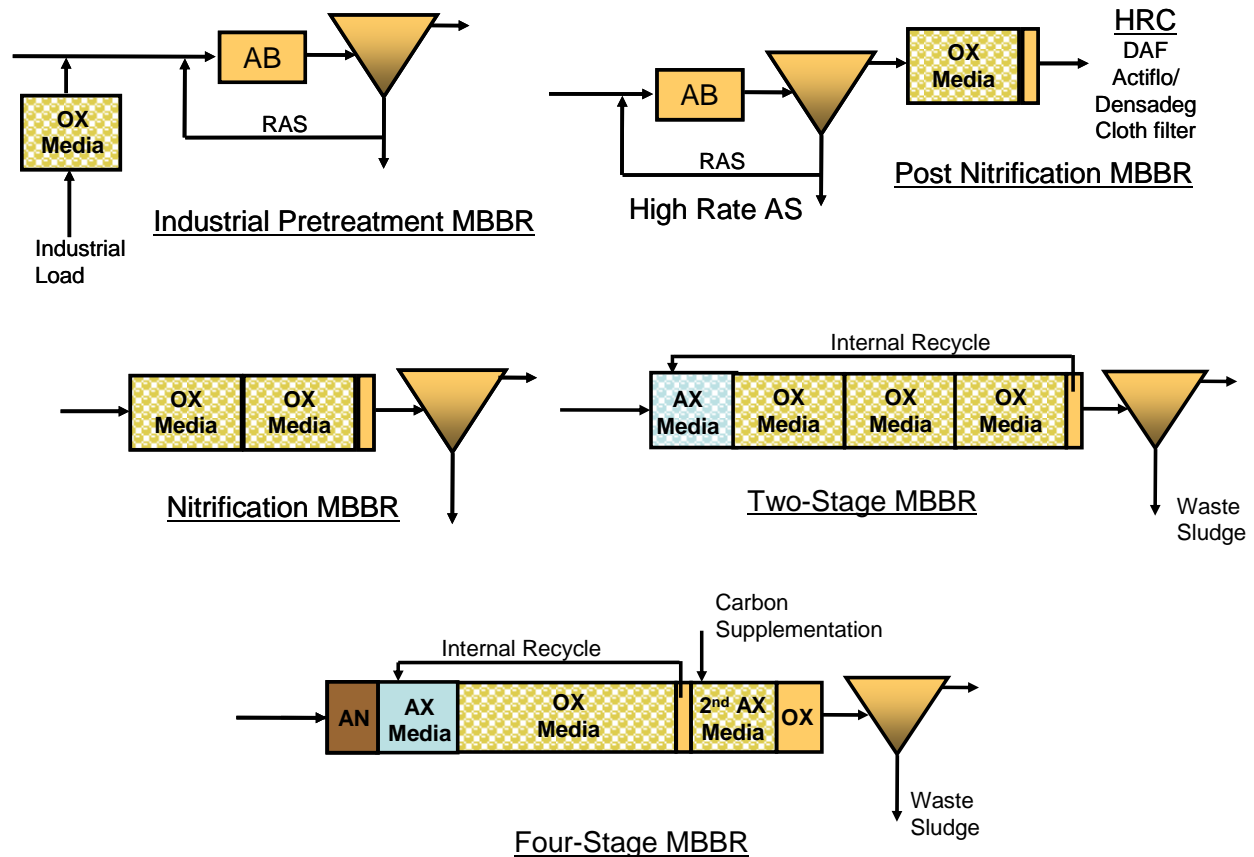 AB
OX
Media
RAS
Industrial
Load
Industrial Pretreatment MBBR
AB
RAS
High Rate AS
OX
Media
HRC
DAF
Actiflo/
Densadeg
Cloth filter
Post Nitrification MBBR
OX
Media
OX
Media
Nitrification MBBR
Internal Recycle
AX
Media
OX
Media
OX
Media
OX
Media
Two-Stage MBBR
Waste
Sludge
Carbon
Supplementation
Internal Recycle
AN
AX
Media
OX
Media
2nd AX
Media
OX
Waste
Sludge
Four-Stage MBBR